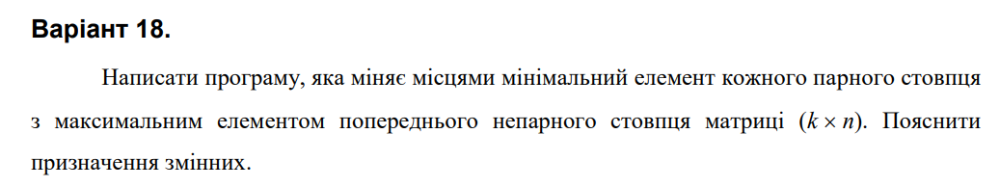 Варіант 18.
Написати програму, яка міняє місцями мінімальний елемент кожного парного стовпця
з максимальним елементом попереднього непарного стовпця матриці (k × n). Пояснити
призначення змінних.